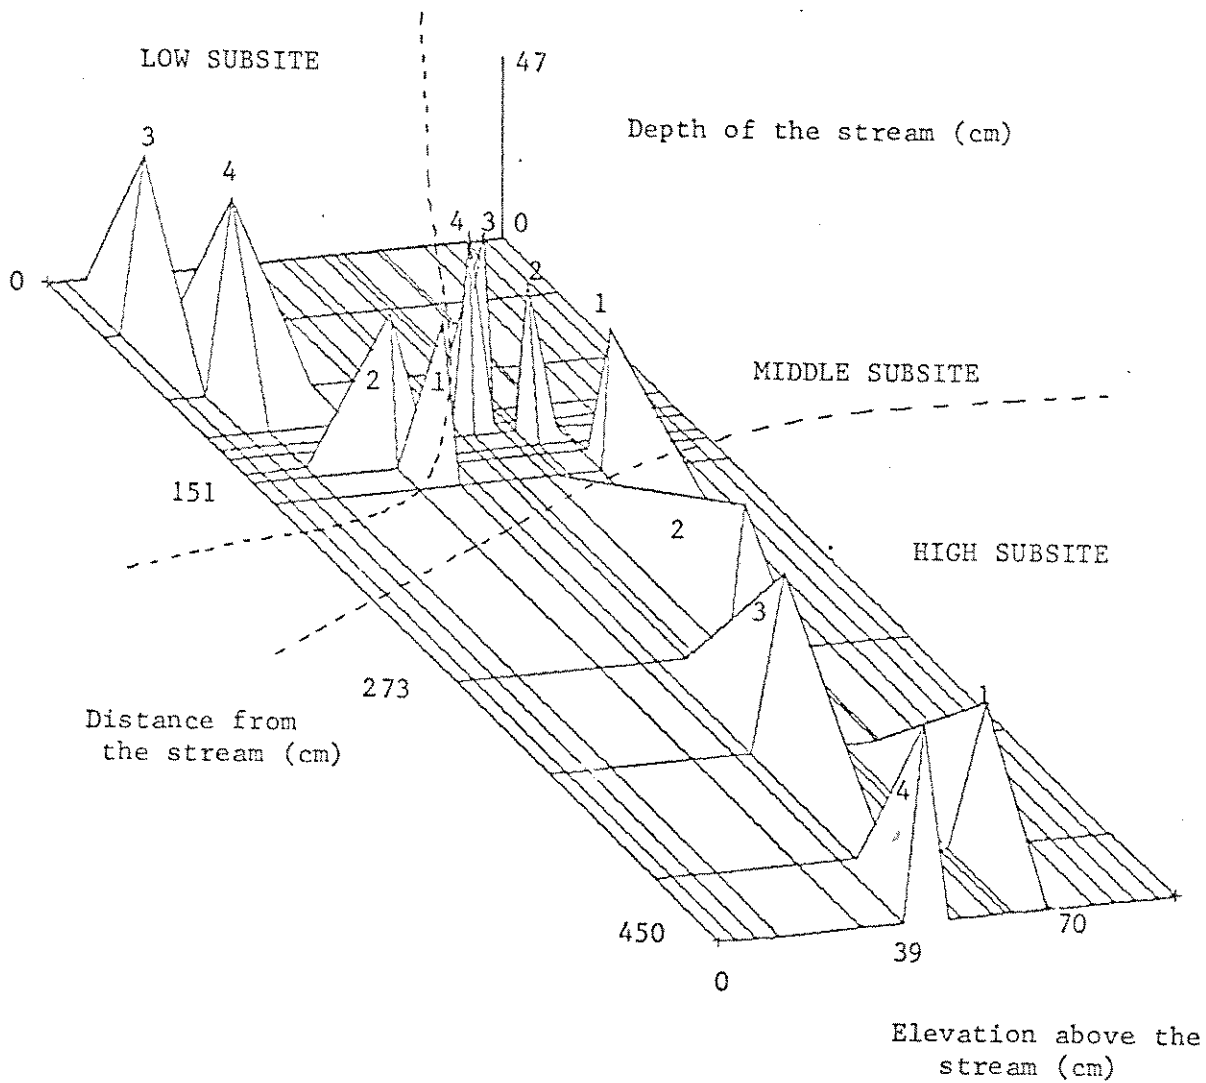 LOW SUBSITE
47
Depth of the stream (cm)
3
4
4 3 0
0
2
1
2 1
MIDDLE SUBSITE
151
2
HIGH SUBSITE
3
273
1
Distance from
the stream (cm)
4
450
39
70
0
Elevation above the
stream (cm)